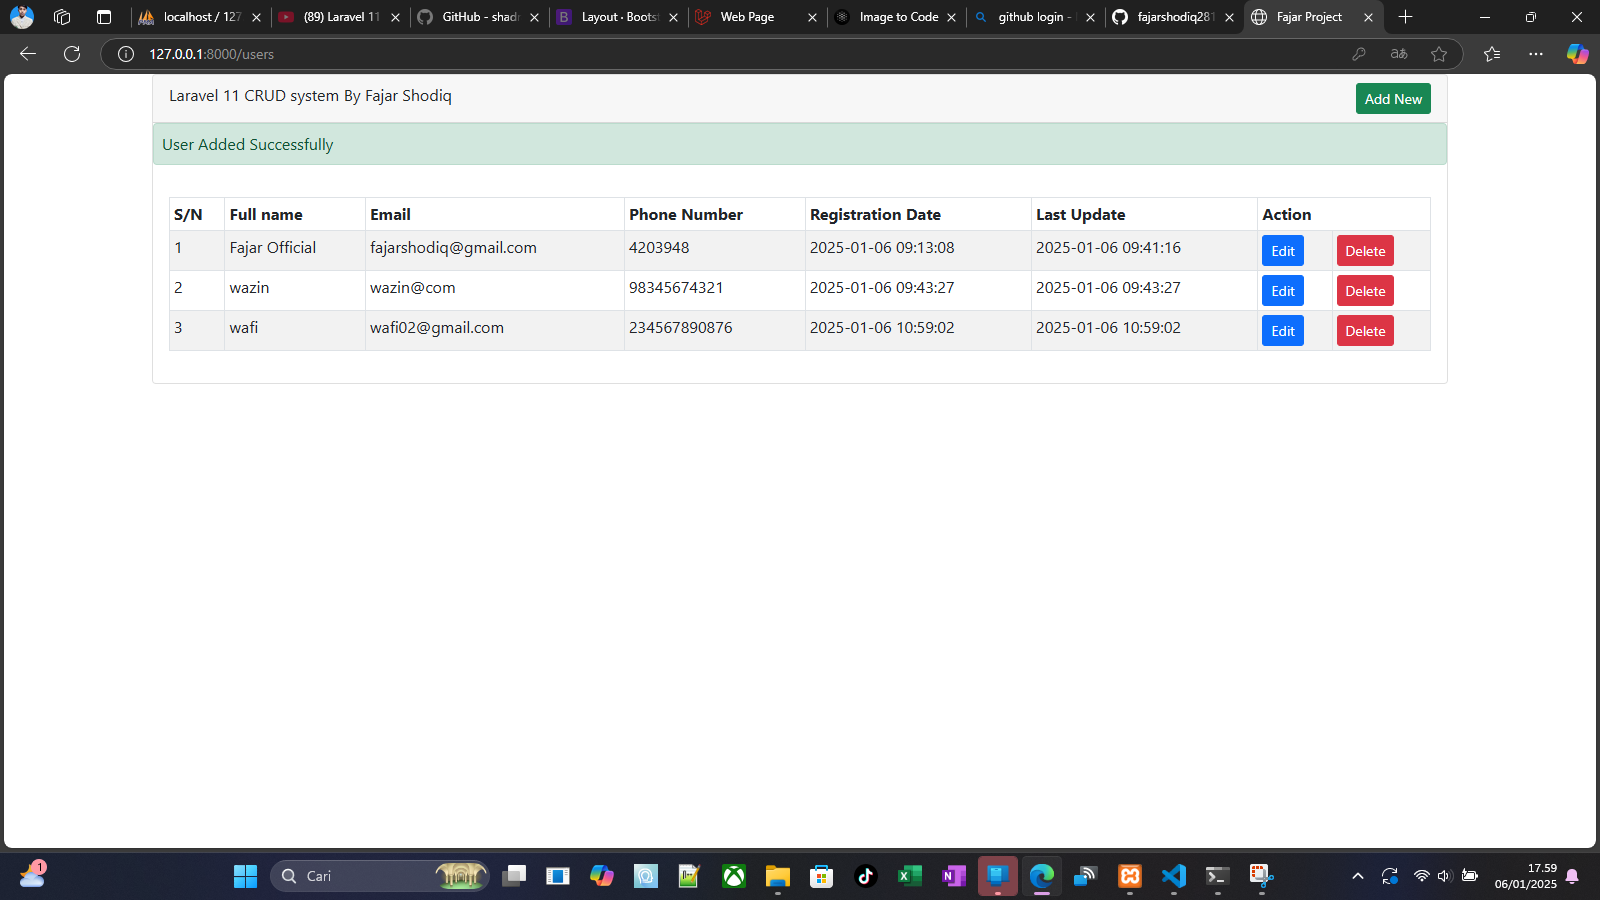 localhost / 127
(89) Laravel 11
GitHub - shadr
Layout · Boots
Web Page
Image to Code
github login -
fajarshodiq281
Fajar Project
127.0.0.1:8000/users
Laravel 11 CRUD system By Fajar Shodiq
Add New
User Added Successfully
S/N Full name Email Phone Number Registration Date Last Update Action
1 Fajar Official fajarshodiq@gmail.com 4203948 2025-01-06 09:13:08 2025-01-06 09:41:16 Edit Delete
2 wazin wazin@com 98345674321 2025-01-06 09:43:27 2025-01-06 09:43:27 Edit Delete
3 wafi wafi02@gmail.com 234567890876 2025-01-06 10:59:02 2025-01-06 10:59:02 Edit Delete
1
Cari
17.59
06/01/2025